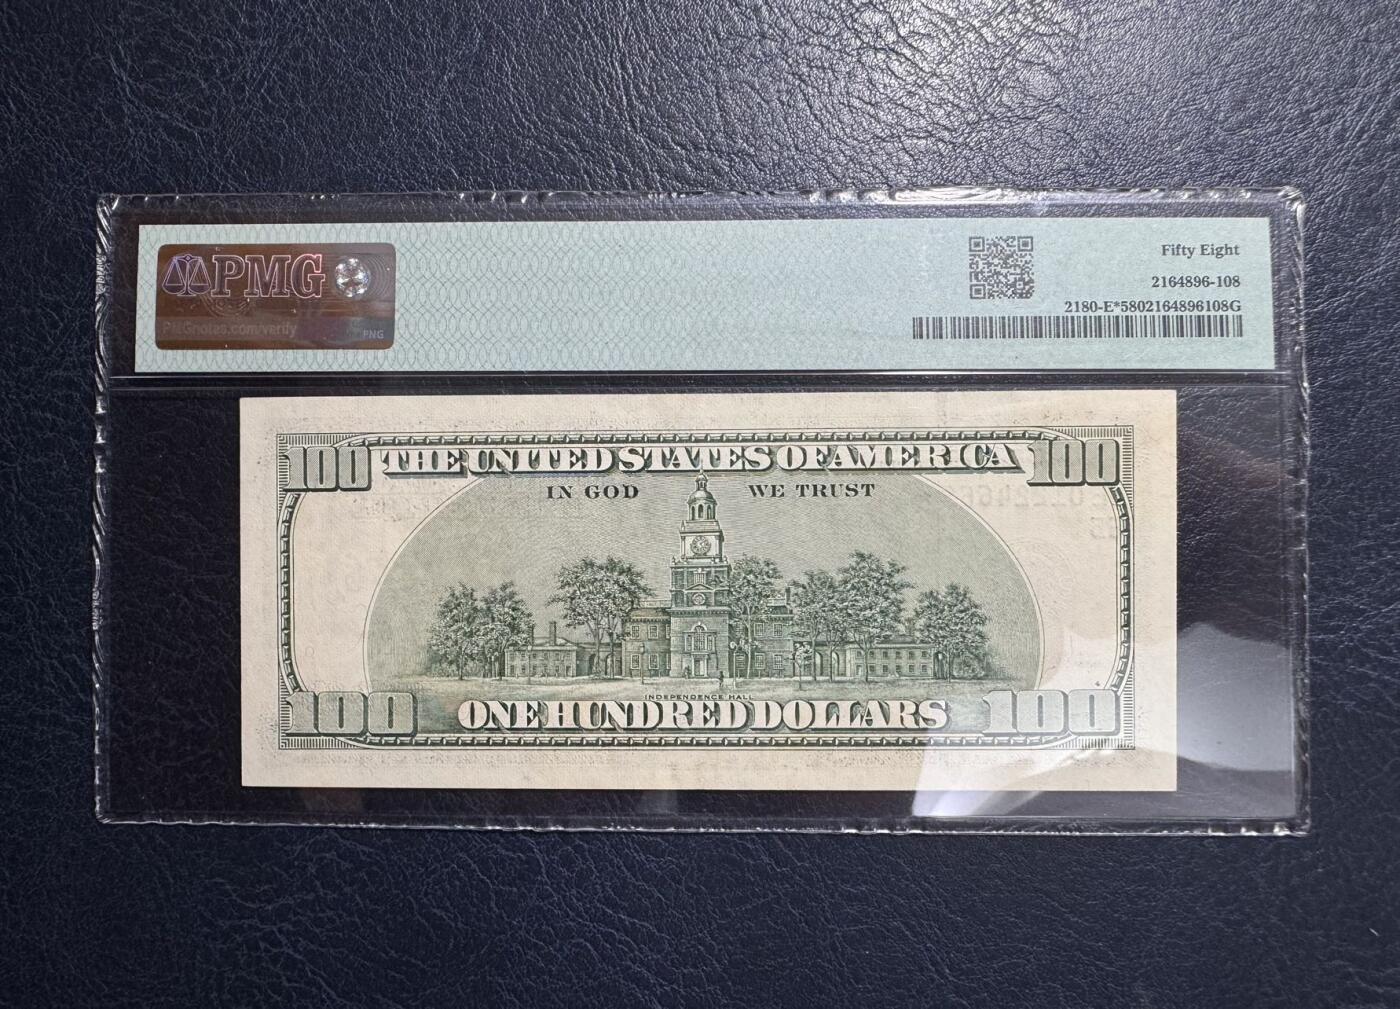 PMG
PMGnotes.com/verify
PNG
Fifty Eight
2164896-108
2180-E*5802164896108G
100 THE UNITED STATES OF AMERICA 100
IN GOD WE TRUST
INDEPENDENCE HALL
100 ONE HUNDRED DOLLARS 100